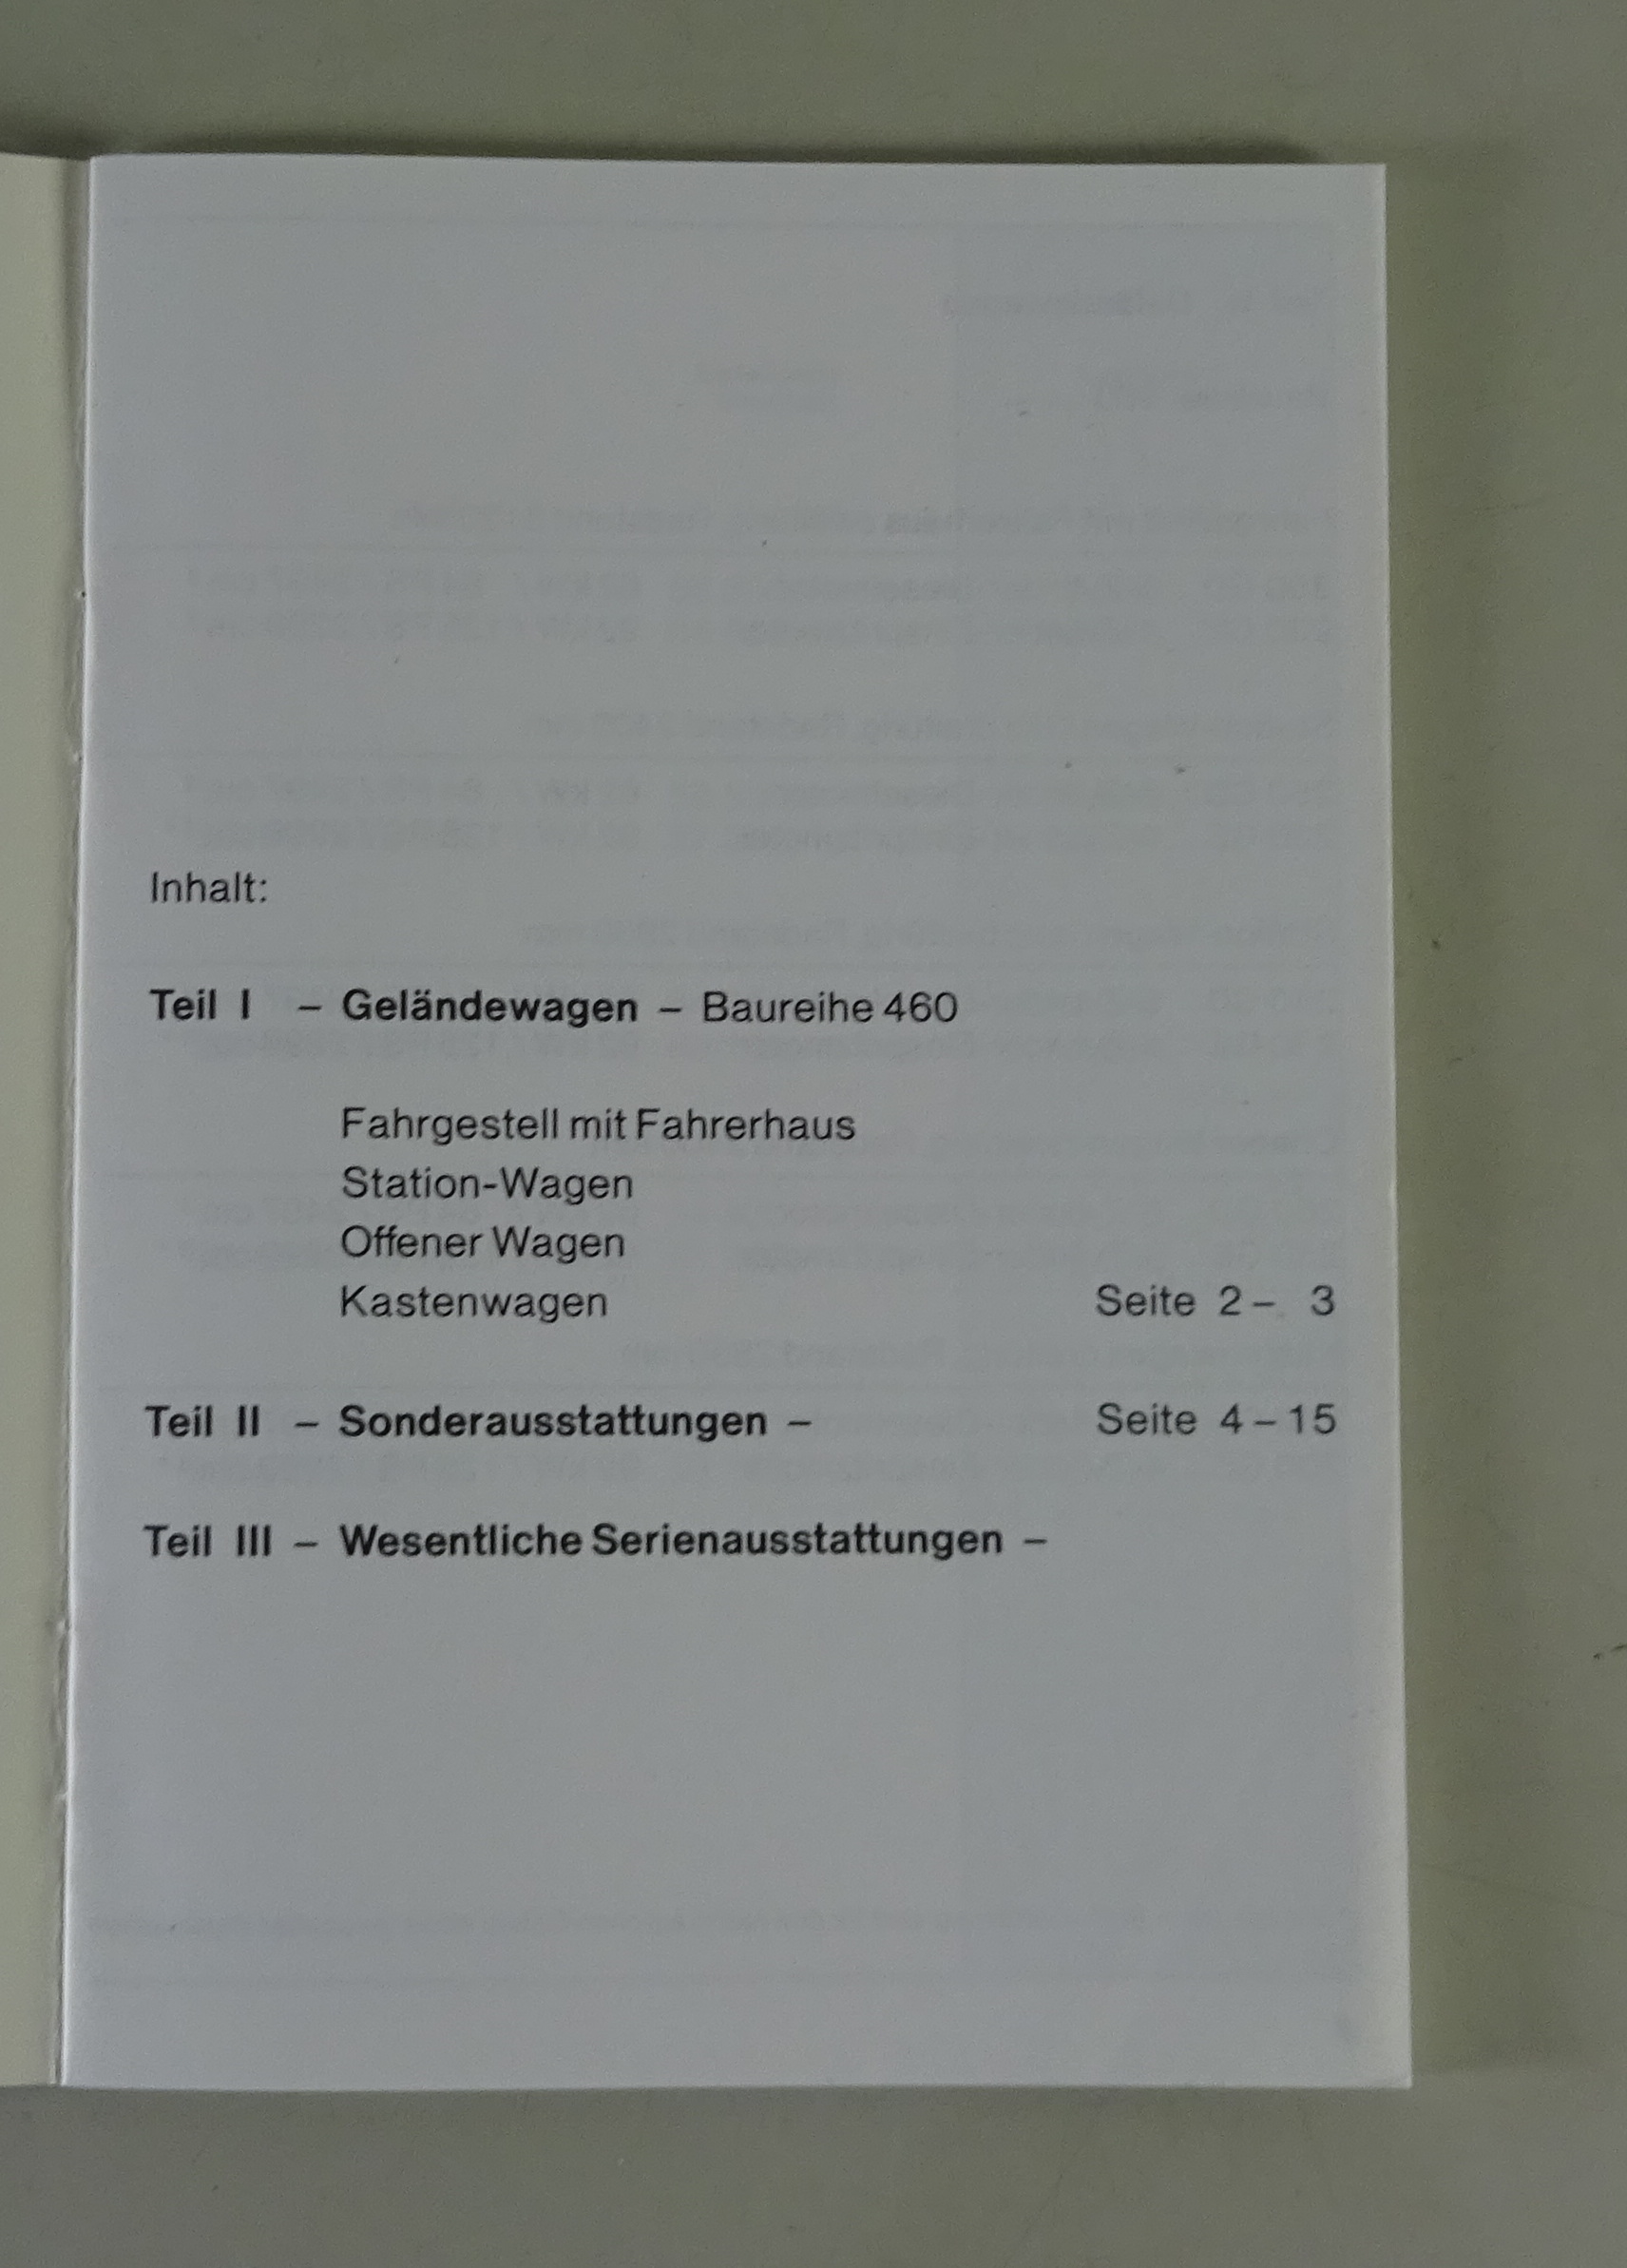 Inhalt:
Teil I – Geländewagen – Baureihe 460
Fahrgestell mit Fahrerhaus
Station-Wagen
Offener Wagen
Kastenwagen Seite 2 – 3
Teil II – Sonderausstattungen – Seite 4 – 15
Teil III – Wesentliche Serienausstattungen –